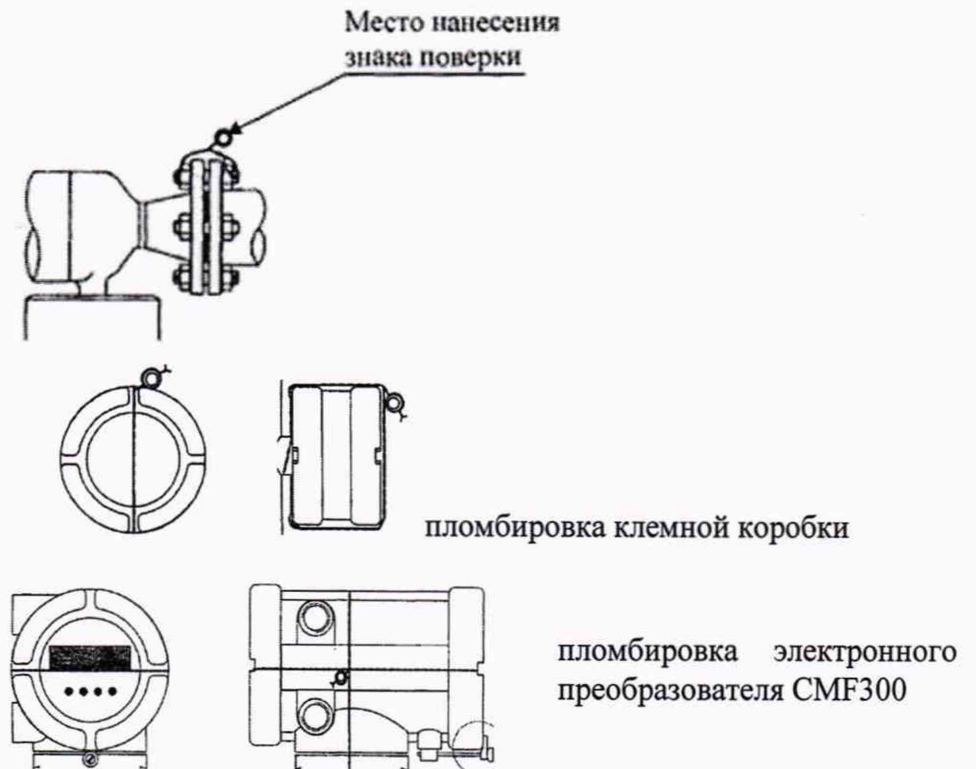 Место нанесения
знака поверки
пломбировка клемной коробки
пломбировка электронного
преобразователя CMF300